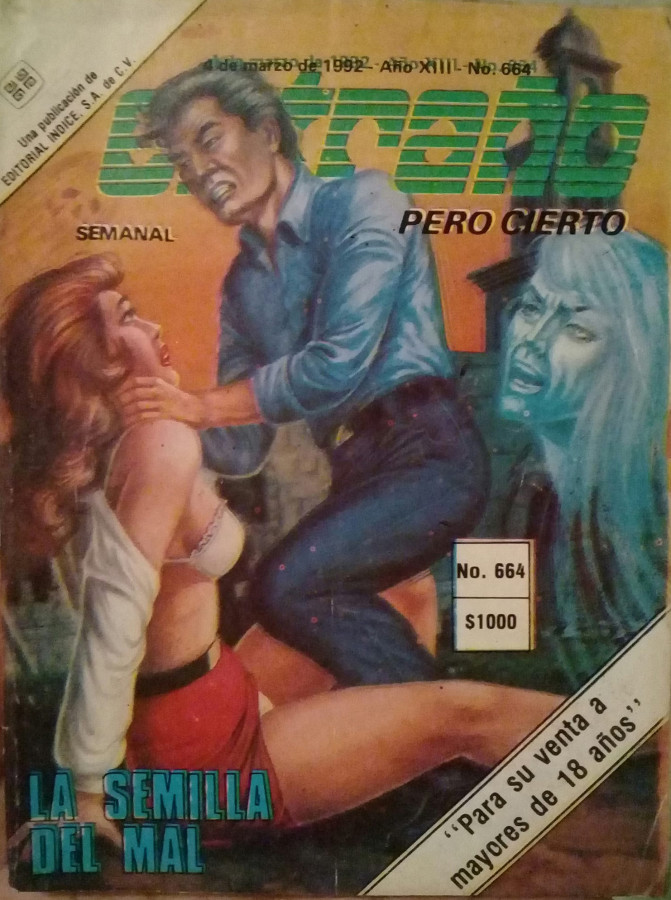 Una publicación de
EDITORIAL INDICE, S.A. de C.V.
4 de marzo de 1992 - Año XIII - No. 664
extraño
SEMANAL
PERO CIERTO
No. 664
$1000
LA SEMILLA
DEL MAL
"Para su venta a
mayores de 18 años"